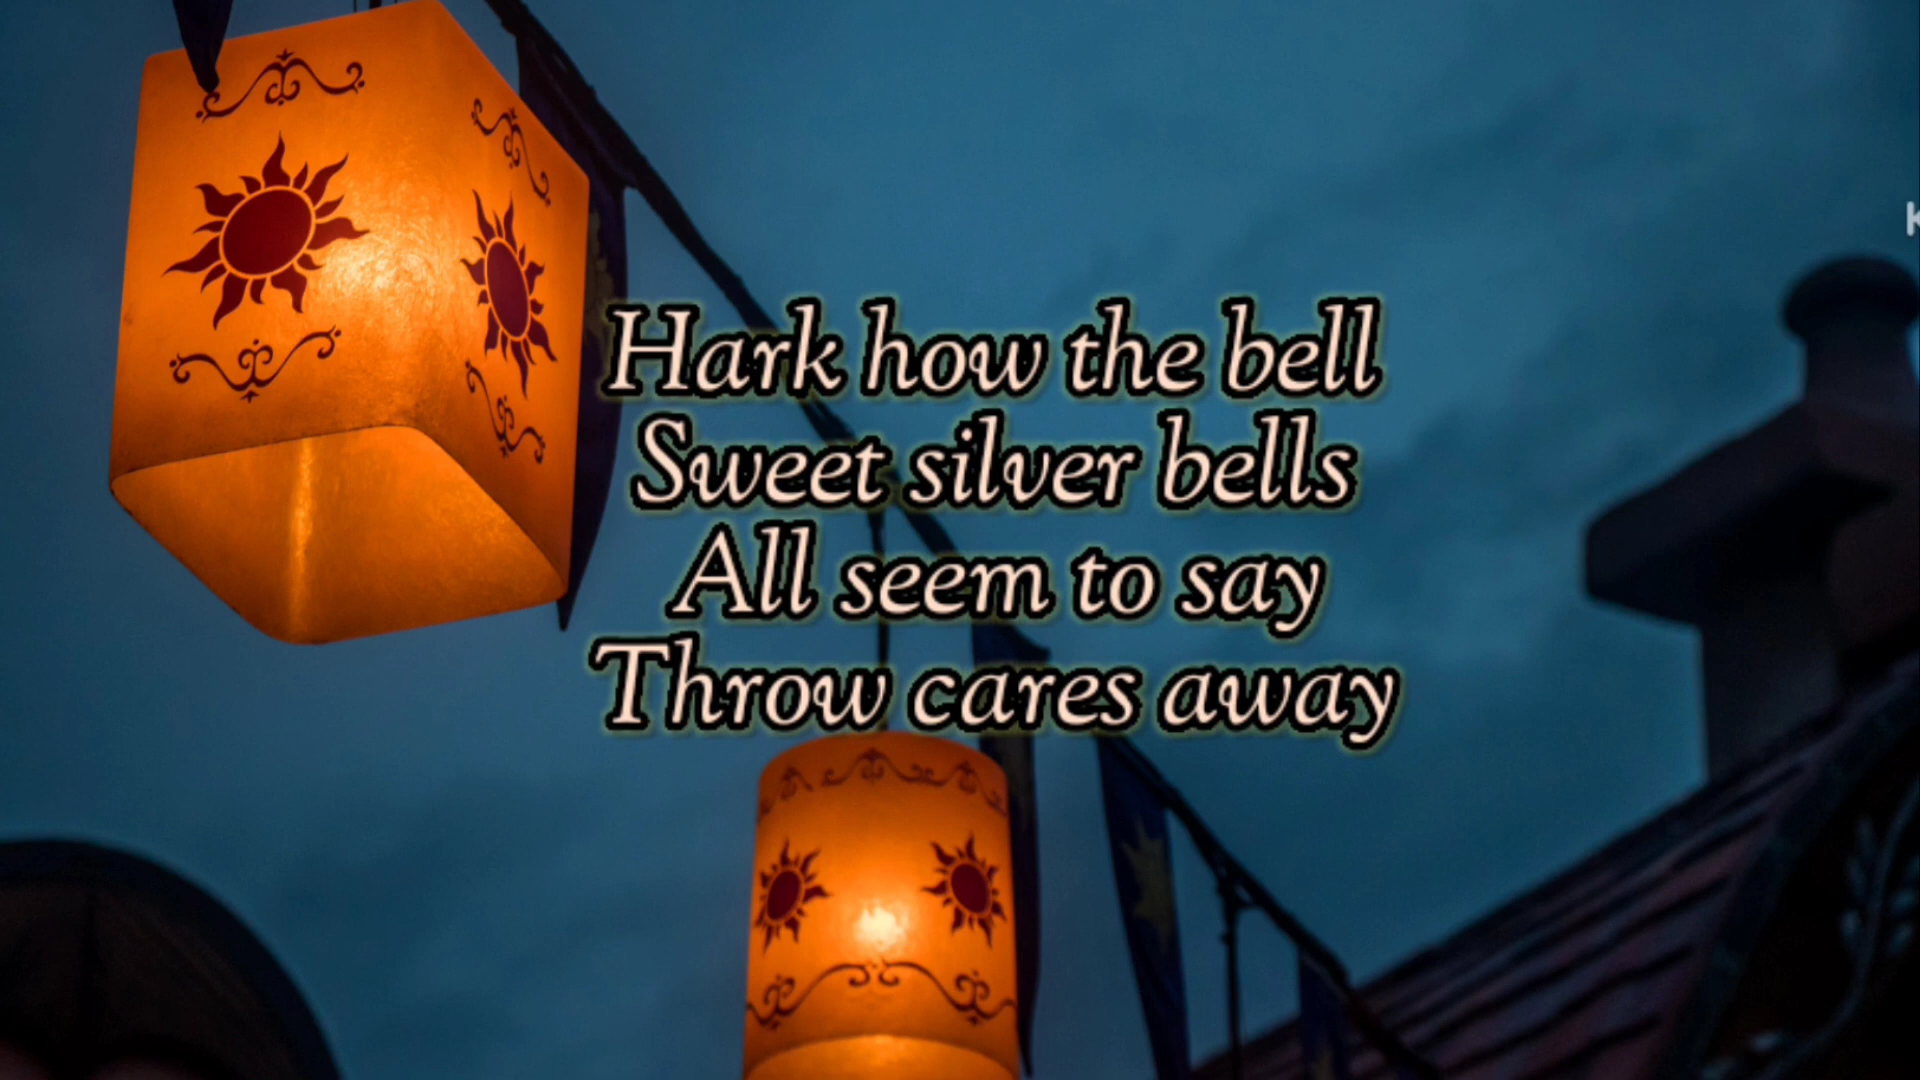 Hark how the bell
Sweet silver bells
All seem to say
Throw cares away